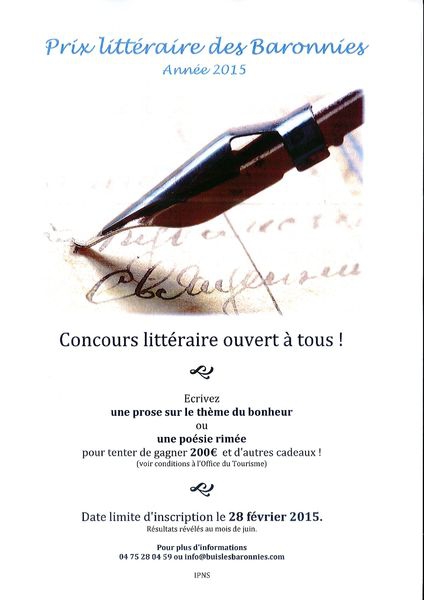 Prix littéraire des Baronnies
Année 2015
Concours littéraire ouvert à tous !
Ecrivez
une prose sur le thème du bonheur
ou
une poésie rimée
pour tenter de gagner 200€ et d'autres cadeaux !
(voir conditions à l'Office du Tourisme)
Date limite d'inscription le 28 février 2015.
Résultats révélés au mois de juin.
Pour plus d'informations
04 75 28 04 59 ou info@buislesbaronnies.com
IPNS